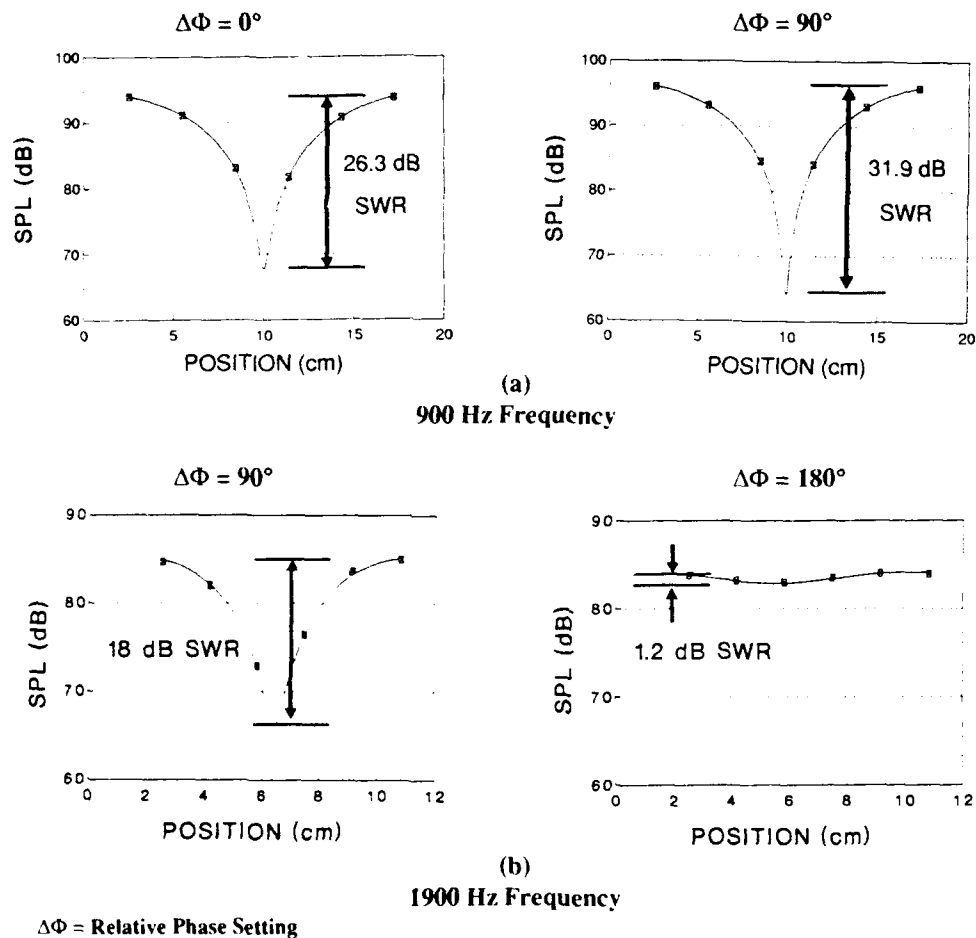 ΔΦ = 0°
100
90
80
70
60
SPL (dB)
26.3 dB
SWR
0 5 10 15 20
POSITION (cm)
ΔΦ = 90°
100
90
80
70
60
SPL (dB)
31.9 dB
SWR
0 5 10 15 20
POSITION (cm)
(a)
900 Hz Frequency
ΔΦ = 90°
90
80
70
60
SPL (dB)
18 dB SWR
0 2 4 6 8 10 12
POSITION (cm)
ΔΦ = 180°
90
80
70
60
SPL (dB)
1.2 dB SWR
0 2 4 6 8 10 12
POSITION (cm)
(b)
1900 Hz Frequency
ΔΦ = Relative Phase Setting